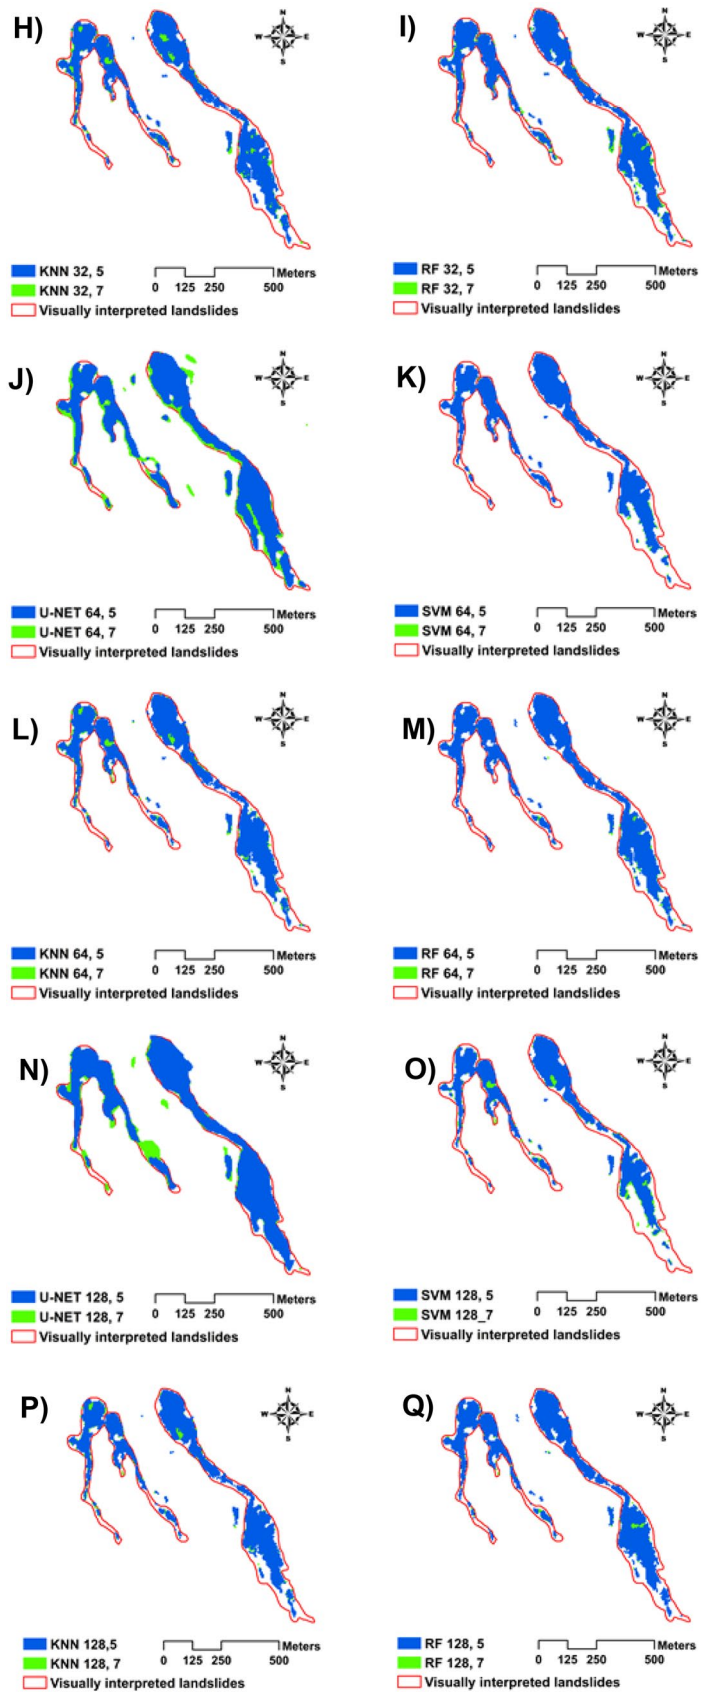 H)
N
W E
S
KNN 32, 5
KNN 32, 7
Visually interpreted landslides
0 125 250 500 Meters
I)
N
W E
S
RF 32, 5
RF 32, 7
Visually interpreted landslides
0 125 250 500 Meters
J)
N
W E
S
U-NET 64, 5
U-NET 64, 7
Visually interpreted landslides
0 125 250 500 Meters
K)
N
W E
S
SVM 64, 5
SVM 64, 7
Visually interpreted landslides
0 125 250 500 Meters
L)
N
W E
S
KNN 64, 5
KNN 64, 7
Visually interpreted landslides
0 125 250 500 Meters
M)
N
W E
S
RF 64, 5
RF 64, 7
Visually interpreted landslides
0 125 250 500 Meters
N)
N
W E
S
U-NET 128, 5
U-NET 128, 7
Visually interpreted landslides
0 125 250 500 Meters
O)
N
W E
S
SVM 128, 5
SVM 128_7
Visually interpreted landslides
0 125 250 500 Meters
P)
N
W E
S
KNN 128,5
KNN 128, 7
Visually interpreted landslides
0 125 250 500 Meters
Q)
N
W E
S
RF 128, 5
RF 128, 7
Visually interpreted landslides
0 125 250 500 Meters